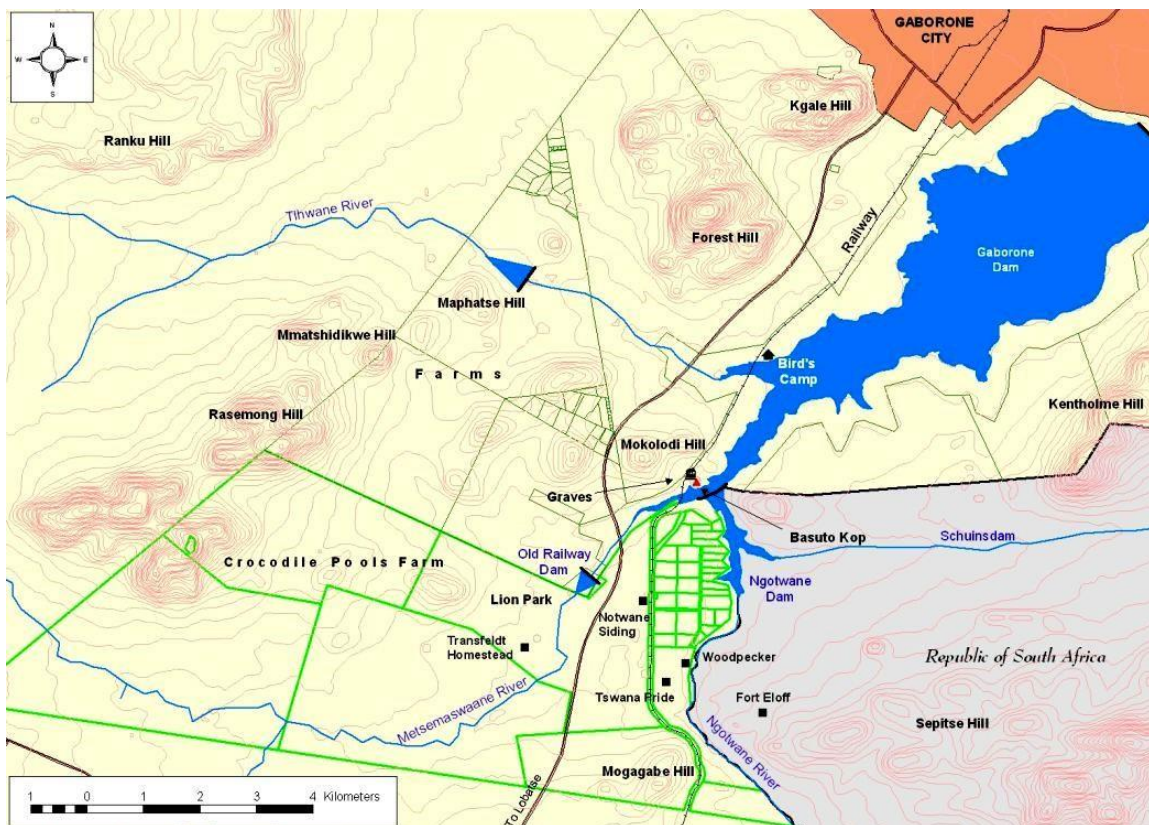 N
W
E
S
GABORONE
CITY
Kgale Hill
Ranku Hill
Tlhwane River
Forest Hill
Railway
Gaborone
Dam
Maphatse Hill
Mmatshidikwe Hill
Farms
Bird's
Camp
Kentholme Hill
Rasemong Hill
Mokolodi Hill
Graves
Basuto Kop
Schuinsdam
Old Railway
Dam
Crocodile Pools Farm
Ngotwane
Dam
Lion Park
Notwane
Siding
Transfeldt
Homestead
Woodpecker
Republic of South Africa
Tswana Pride
Fort Eloff
Metsemaswaane River
Sepitse Hill
Ngotwane River
Mogagabe Hill
To Lobatse
1 0 1 2 3 4 Kilometers